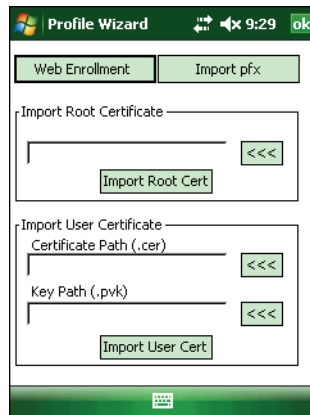 Profile Wizard 9:29 ok
Web Enrollment Import pfx
Import Root Certificate
<<<
Import Root Cert
Import User Certificate
Certificate Path (.cer)
<<<
Key Path (.pvk)
<<<
Import User Cert